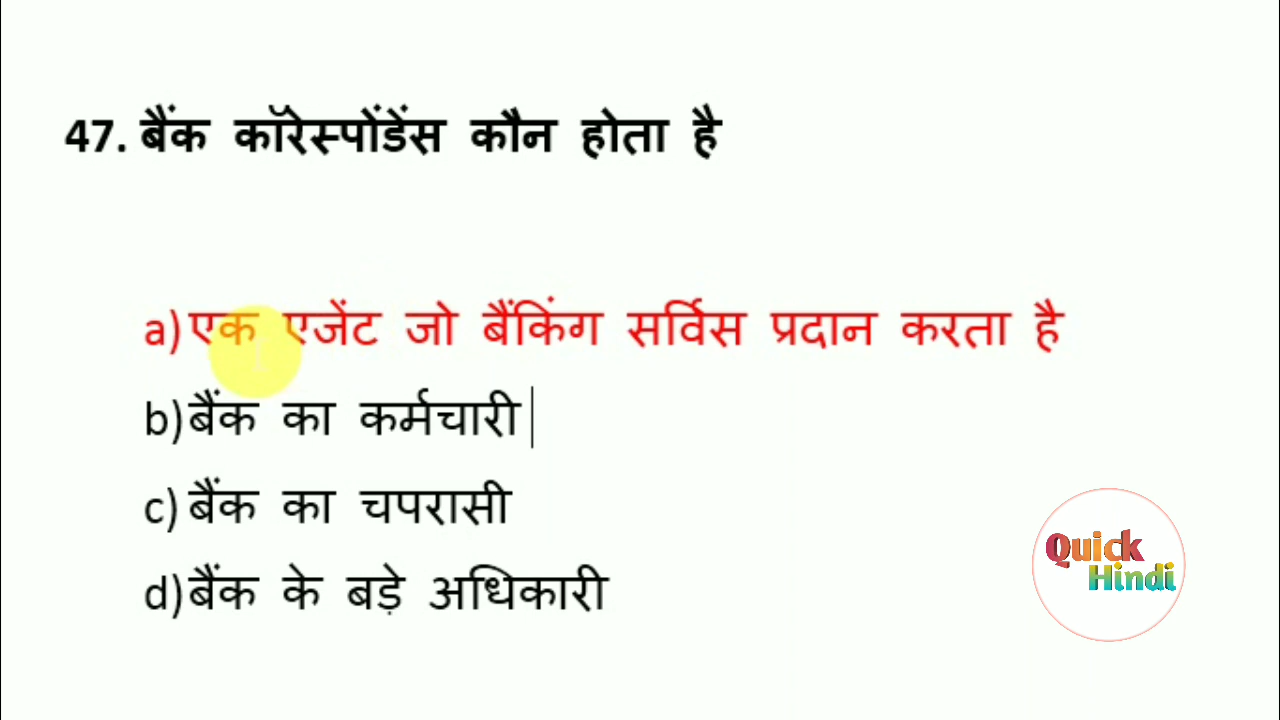 47. बैंक कॉरेस्पोंडेंस कौन होता है
a) एक एजेंट जो बैंकिंग सर्विस प्रदान करता है
b) बैंक का कर्मचारी
c) बैंक का चपरासी
d) बैंक के बड़े अधिकारी
Quick
Hindi